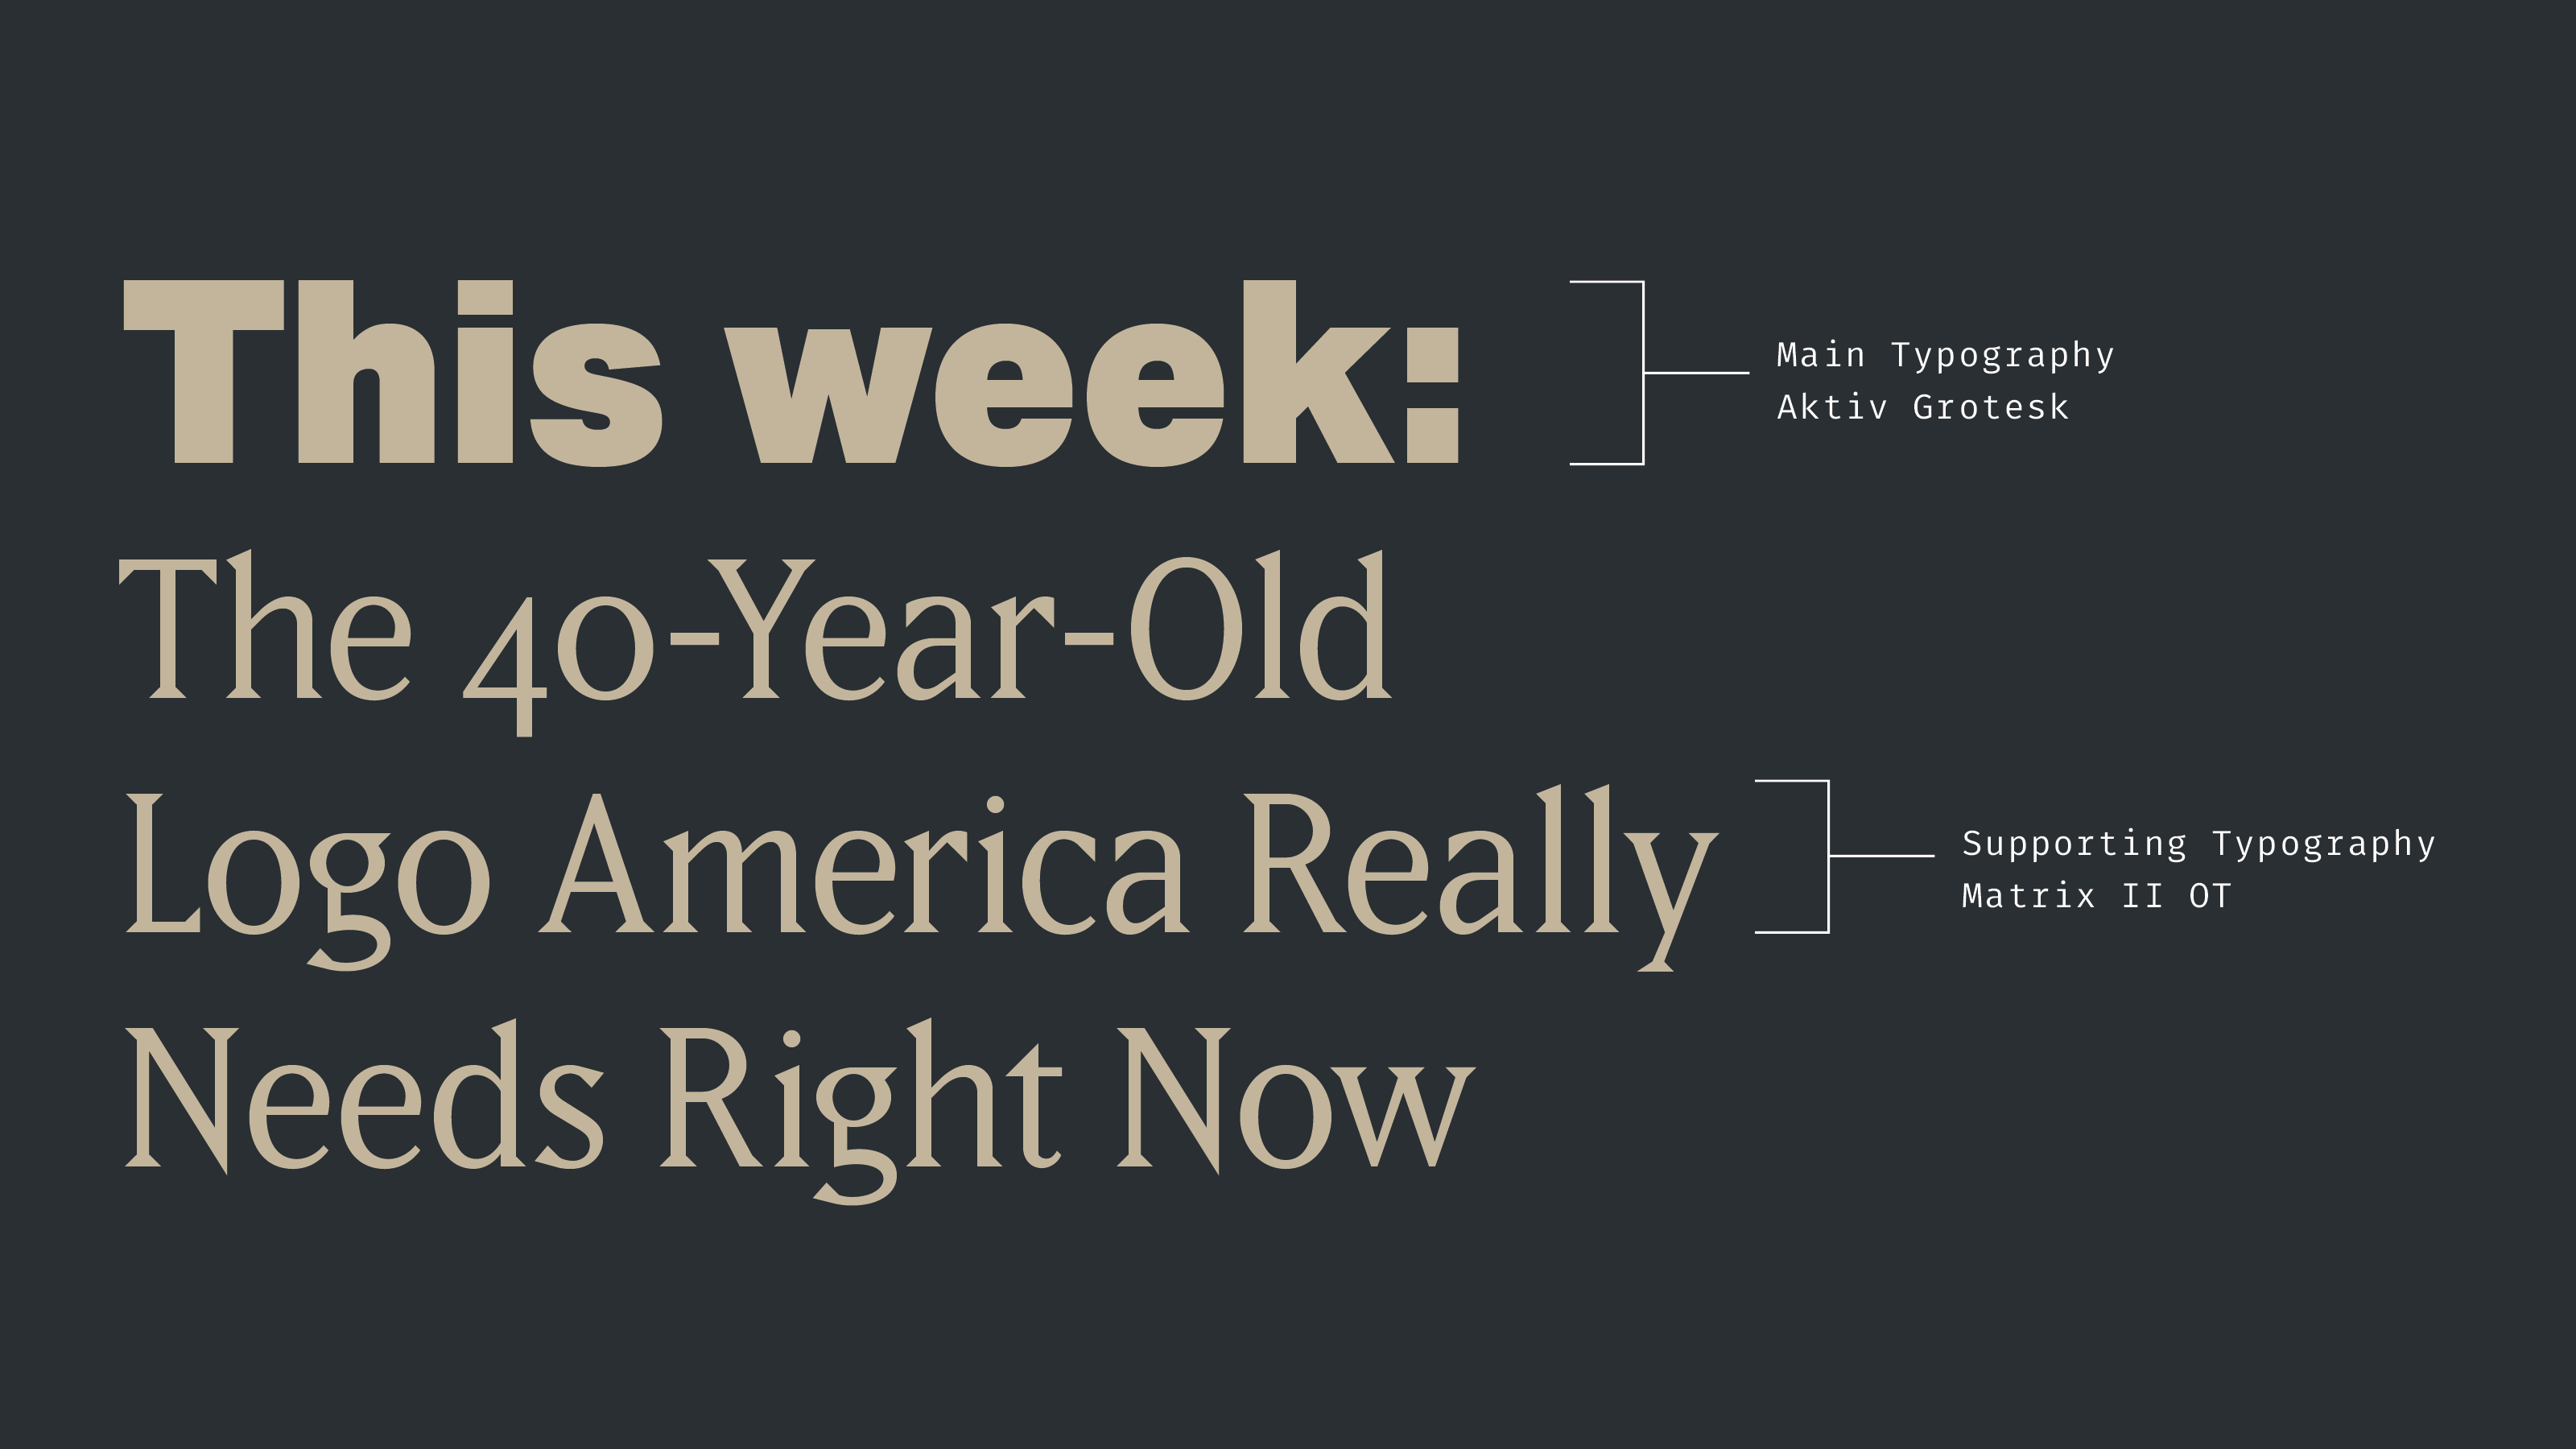 This week:
Main Typography
Aktiv Grotesk
The 40-Year-Old
Logo America Really
Supporting Typography
Matrix II OT
Needs Right Now